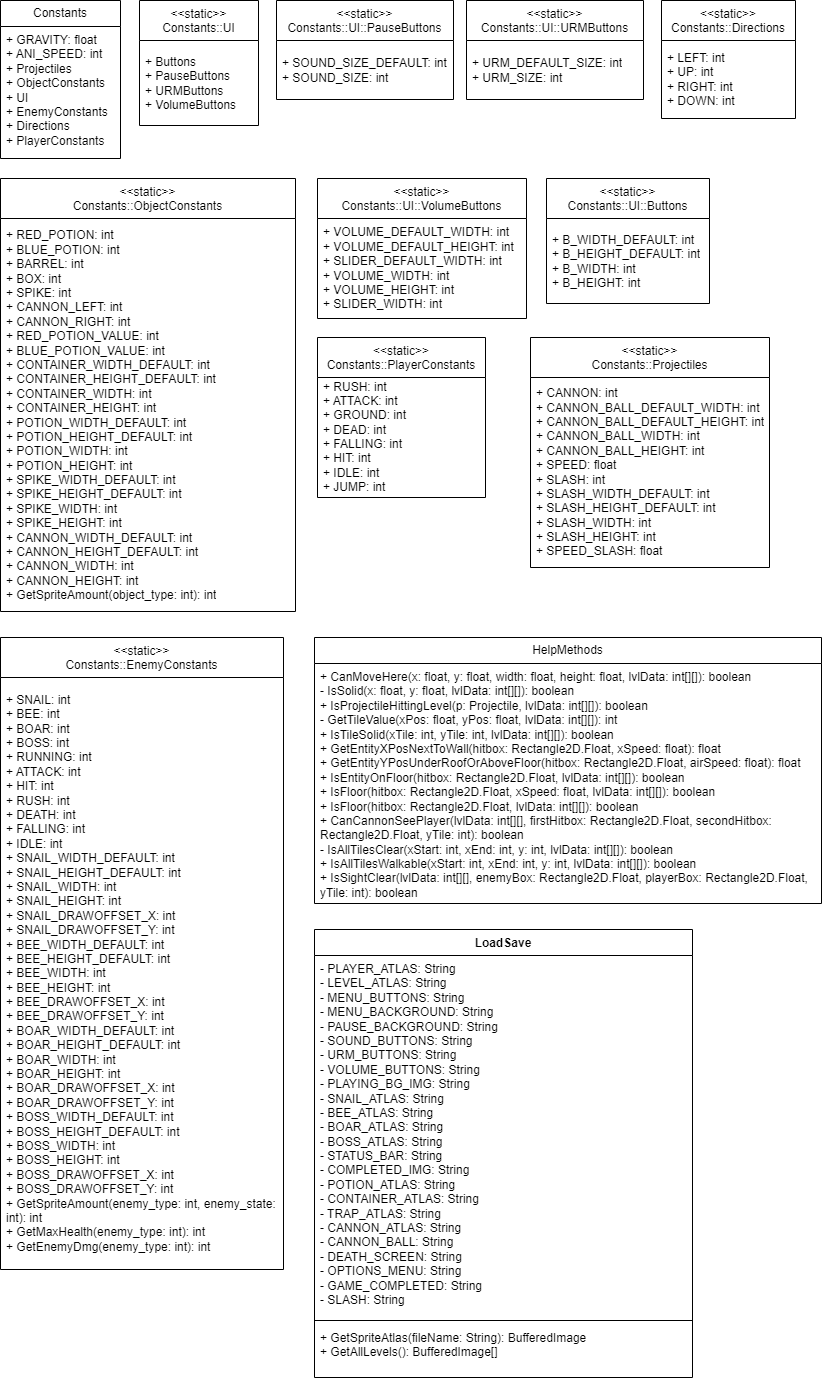 Constants
+ GRAVITY: float
+ ANI_SPEED: int
+ Projectiles
+ ObjectConstants
+ UI
+ EnemyConstants
+ Directions
+ PlayerConstants
<<static>>
Constants::UI
+ Buttons
+ PauseButtons
+ URMButtons
+ VolumeButtons
<<static>>
Constants::UI::PauseButtons
+ SOUND_SIZE_DEFAULT: int
+ SOUND_SIZE: int
<<static>>
Constants::UI::URMButtons
+ URM_DEFAULT_SIZE: int
+ URM_SIZE: int
<<static>>
Constants::Directions
+ LEFT: int
+ UP: int
+ RIGHT: int
+ DOWN: int
<<static>>
Constants::ObjectConstants
+ RED_POTION: int
+ BLUE_POTION: int
+ BARREL: int
+ BOX: int
+ SPIKE: int
+ CANNON_LEFT: int
+ CANNON_RIGHT: int
+ RED_POTION_VALUE: int
+ BLUE_POTION_VALUE: int
+ CONTAINER_WIDTH_DEFAULT: int
+ CONTAINER_HEIGHT_DEFAULT: int
+ CONTAINER_WIDTH: int
+ CONTAINER_HEIGHT: int
+ POTION_WIDTH_DEFAULT: int
+ POTION_HEIGHT_DEFAULT: int
+ POTION_WIDTH: int
+ POTION_HEIGHT: int
+ SPIKE_WIDTH_DEFAULT: int
+ SPIKE_HEIGHT_DEFAULT: int
+ SPIKE_WIDTH: int
+ SPIKE_HEIGHT: int
+ CANNON_WIDTH_DEFAULT: int
+ CANNON_HEIGHT_DEFAULT: int
+ CANNON_WIDTH: int
+ CANNON_HEIGHT: int
+ GetSpriteAmount(object_type: int): int
<<static>>
Constants::UI::VolumeButtons
+ VOLUME_DEFAULT_WIDTH: int
+ VOLUME_DEFAULT_HEIGHT: int
+ SLIDER_DEFAULT_WIDTH: int
+ VOLUME_WIDTH: int
+ VOLUME_HEIGHT: int
+ SLIDER_WIDTH: int
<<static>>
Constants::UI::Buttons
+ B_WIDTH_DEFAULT: int
+ B_HEIGHT_DEFAULT: int
+ B_WIDTH: int
+ B_HEIGHT: int
<<static>>
Constants::PlayerConstants
+ RUSH: int
+ ATTACK: int
+ GROUND: int
+ DEAD: int
+ FALLING: int
+ HIT: int
+ IDLE: int
+ JUMP: int
<<static>>
Constants::Projectiles
+ CANNON: int
+ CANNON_BALL_DEFAULT_WIDTH: int
+ CANNON_BALL_DEFAULT_HEIGHT: int
+ CANNON_BALL_WIDTH: int
+ CANNON_BALL_HEIGHT: int
+ SPEED: float
+ SLASH: int
+ SLASH_WIDTH_DEFAULT: int
+ SLASH_HEIGHT_DEFAULT: int
+ SLASH_WIDTH: int
+ SLASH_HEIGHT: int
+ SPEED_SLASH: float
<<static>>
Constants::EnemyConstants
+ SNAIL: int
+ BEE: int
+ BOAR: int
+ BOSS: int
+ RUNNING: int
+ ATTACK: int
+ HIT: int
+ RUSH: int
+ DEATH: int
+ FALLING: int
+ IDLE: int
+ SNAIL_WIDTH_DEFAULT: int
+ SNAIL_HEIGHT_DEFAULT: int
+ SNAIL_WIDTH: int
+ SNAIL_HEIGHT: int
+ SNAIL_DRAWOFFSET_X: int
+ SNAIL_DRAWOFFSET_Y: int
+ BEE_WIDTH_DEFAULT: int
+ BEE_HEIGHT_DEFAULT: int
+ BEE_WIDTH: int
+ BEE_HEIGHT: int
+ BEE_DRAWOFFSET_X: int
+ BEE_DRAWOFFSET_Y: int
+ BOAR_WIDTH_DEFAULT: int
+ BOAR_HEIGHT_DEFAULT: int
+ BOAR_WIDTH: int
+ BOAR_HEIGHT: int
+ BOAR_DRAWOFFSET_X: int
+ BOAR_DRAWOFFSET_Y: int
+ BOSS_WIDTH_DEFAULT: int
+ BOSS_HEIGHT_DEFAULT: int
+ BOSS_WIDTH: int
+ BOSS_HEIGHT: int
+ BOSS_DRAWOFFSET_X: int
+ BOSS_DRAWOFFSET_Y: int
+ GetSpriteAmount(enemy_type: int, enemy_state:
int): int
+ GetMaxHealth(enemy_type: int): int
+ GetEnemyDmg(enemy_type: int): int
HelpMethods
+ CanMoveHere(x: float, y: float, width: float, height: float, lvlData: int[][]): boolean
- IsSolid(x: float, y: float, lvlData: int[][]): boolean
+ IsProjectileHittingLevel(p: Projectile, lvlData: int[][]): boolean
- GetTileValue(xPos: float, yPos: float, lvlData: int[][]): int
+ IsTileSolid(xTile: int, yTile: int, lvlData: int[][]): boolean
+ GetEntityXPosNextToWall(hitbox: Rectangle2D.Float, xSpeed: float): float
+ GetEntityYPosUnderRoofOrAboveFloor(hitbox: Rectangle2D.Float, airSpeed: float): float
+ IsEntityOnFloor(hitbox: Rectangle2D.Float, lvlData: int[][]): boolean
+ IsFloor(hitbox: Rectangle2D.Float, xSpeed: float, lvlData: int[][]): boolean
+ IsFloor(hitbox: Rectangle2D.Float, lvlData: int[][]): boolean
+ CanCannonSeePlayer(lvlData: int[][], firstHitbox: Rectangle2D.Float, secondHitbox:
Rectangle2D.Float, yTile: int): boolean
- IsAllTilesClear(xStart: int, xEnd: int, y: int, lvlData: int[][]): boolean
+ IsAllTilesWalkable(xStart: int, xEnd: int, y: int, lvlData: int[][]): boolean
+ IsSightClear(lvlData: int[][], enemyBox: Rectangle2D.Float, playerBox: Rectangle2D.Float,
yTile: int): boolean
LoadSave
- PLAYER_ATLAS: String
- LEVEL_ATLAS: String
- MENU_BUTTONS: String
- MENU_BACKGROUND: String
- PAUSE_BACKGROUND: String
- SOUND_BUTTONS: String
- URM_BUTTONS: String
- VOLUME_BUTTONS: String
- PLAYING_BG_IMG: String
- SNAIL_ATLAS: String
- BEE_ATLAS: String
- BOAR_ATLAS: String
- BOSS_ATLAS: String
- STATUS_BAR: String
- COMPLETED_IMG: String
- POTION_ATLAS: String
- CONTAINER_ATLAS: String
- TRAP_ATLAS: String
- CANNON_ATLAS: String
- CANNON_BALL: String
- DEATH_SCREEN: String
- OPTIONS_MENU: String
- GAME_COMPLETED: String
- SLASH: String
+ GetSpriteAtlas(fileName: String): BufferedImage
+ GetAllLevels(): BufferedImage[]